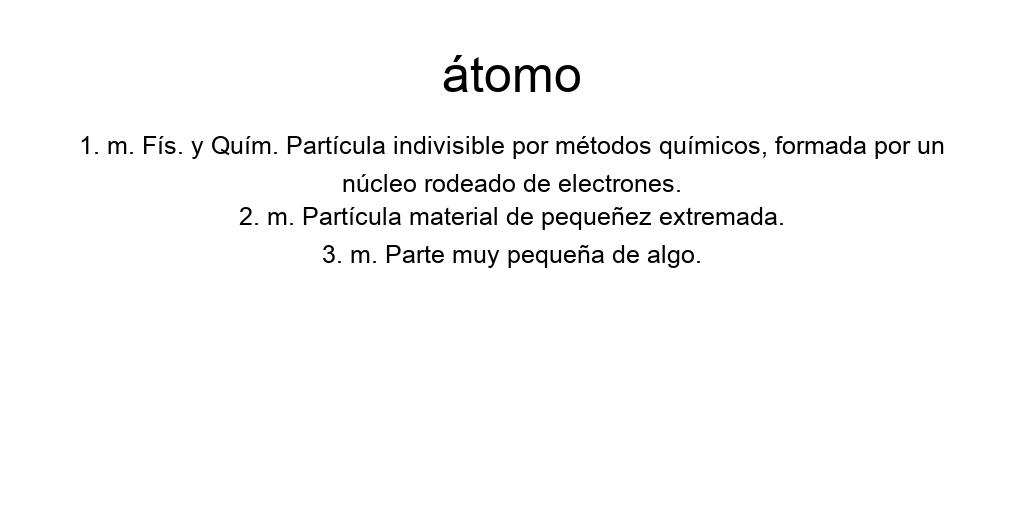 átomo
1. m. Fís. y Quím. Partícula indivisible por métodos químicos, formada por un
núcleo rodeado de electrones.
2. m. Partícula material de pequeñez extremada.
3. m. Parte muy pequeña de algo.